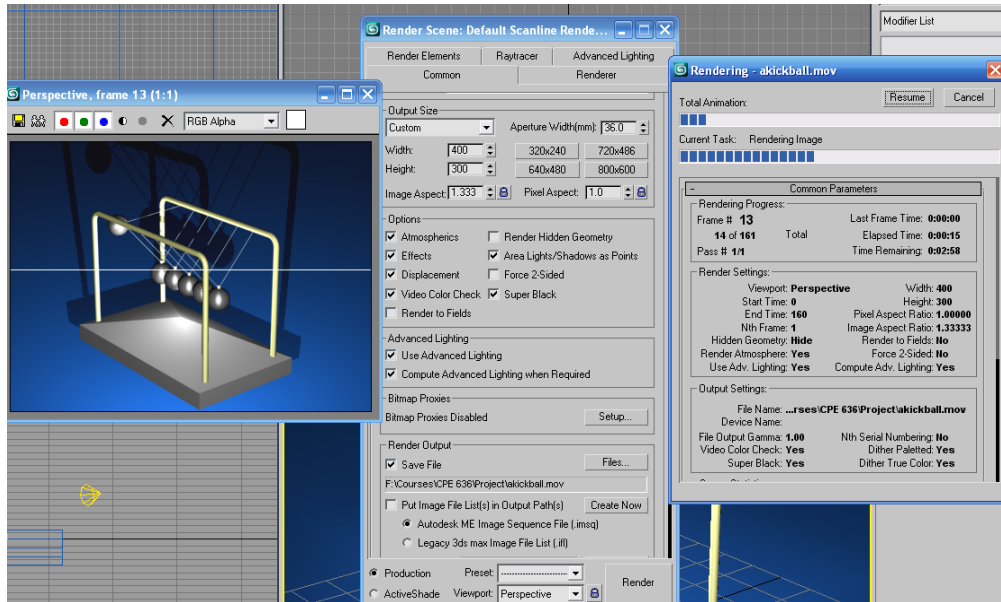 Render Scene: Default Scanline Rende...
Render Elements Raytracer Advanced Lighting
Common Renderer
Output Size
Custom Aperture Width(mm): 36.0
Width: 400 320x240 720x486
Height: 300 640x480 800x600
Image Aspect: 1.333 Pixel Aspect: 1.0
Options
Atmospherics Render Hidden Geometry
Effects Area Lights/Shadows as Points
Displacement Force 2-Sided
Video Color Check Super Black
Render to Fields
Advanced Lighting
Use Advanced Lighting
Compute Advanced Lighting when Required
Bitmap Proxies
Bitmap Proxies Disabled Setup...
Render Output
Save File Files...
F:\Courses\CPE 636\Project\akickball.mov
Put Image File List(s) in Output Path(s) Create Now
Autodesk ME Image Sequence File (.imsq)
Legacy 3ds max Image File List (.ifl)
Production Preset: Render
ActiveShade Viewport: Perspective
Perspective, frame 13 (1:1)
RGB Alpha
Modifier List
Rendering - akickball.mov
Total Animation: Resume Cancel
Current Task: Rendering Image
Common Parameters
Rendering Progress:
Frame # 13 Last Frame Time: 0:00:00
14 of 161 Total Elapsed Time: 0:00:15
Pass # 1/1 Time Remaining: 0:02:58
Render Settings:
Viewport: Perspective Width: 400
Start Time: 0 Height: 300
End Time: 160 Pixel Aspect Ratio: 1.00000
Nth Frame: 1 Image Aspect Ratio: 1.33333
Hidden Geometry: Hide Render to Fields: No
Render Atmosphere: Yes Force 2-Sided: No
Use Adv. Lighting: Yes Compute Adv. Lighting: Yes
Output Settings:
File Name: ...rses\CPE 636\Project\akickball.mov
Device Name:
File Output Gamma: 1.00 Nth Serial Numbering: No
Video Color Check: Yes Dither Paletted: Yes
Super Black: Yes Dither True Color: Yes